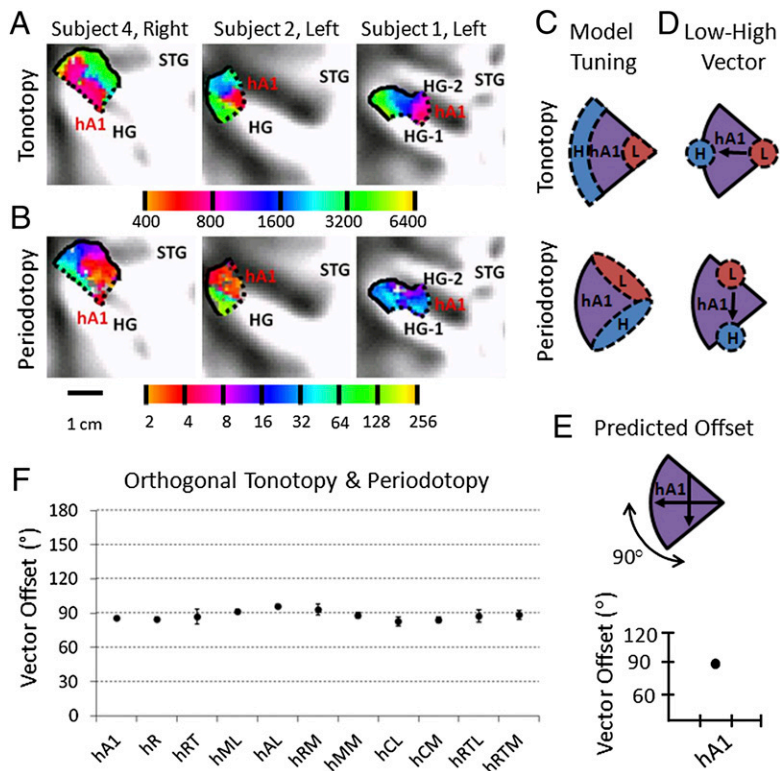 A
Subject 4, Right
Subject 2, Left
Subject 1, Left
Tonotopy
STG
hA1
HG
hA1
HG
STG
HG-2
STG
hA1
HG-1
400 800 1600 3200 6400
B
Periodotopy
STG
hA1
HG
hA1
HG
STG
HG-2
STG
hA1
HG-1
1 cm
2 4 8 16 32 64 128 256
C
Model
Tuning
Tonotopy
H hA1 L
Periodotopy
L
hA1
H
D
Low-High
Vector
hA1
H L
L
hA1
H
E
Predicted Offset
hA1
90°
Vector Offset (°)
120
90
60
hA1
F
Orthogonal Tonotopy & Periodotopy
Vector Offset (°)
180
150
120
90
60
30
0
hA1 hR hRT hML hAL hRM hMM hCL hCM hRTL hRTM